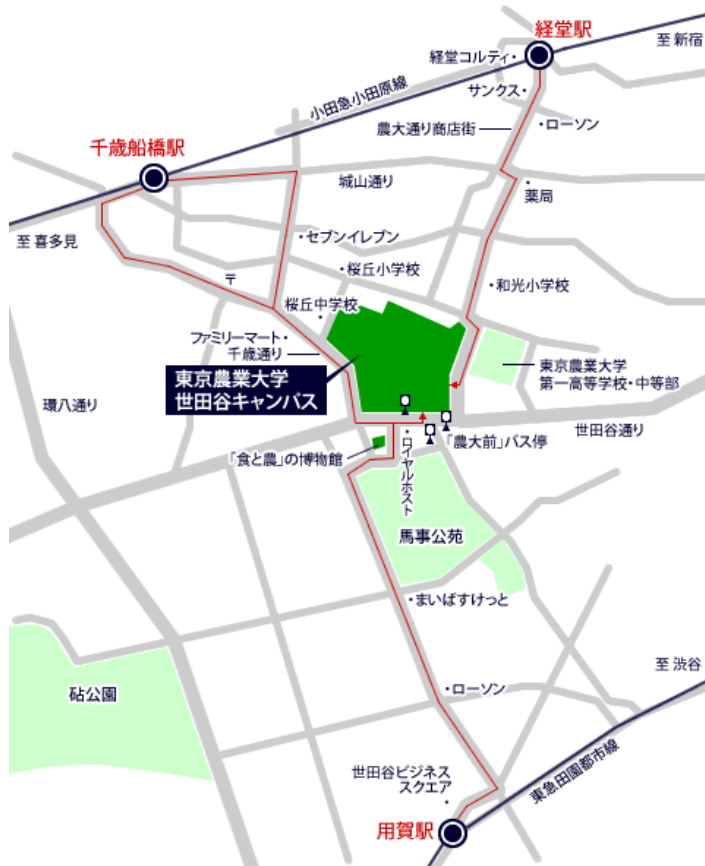 経堂駅
至 新宿
経堂コルティ
サンクス
小田急小田原線
農大通り商店街
ローソン
千歳船橋駅
城山通り
薬局
至 喜多見
セブンイレブン
桜丘小学校
〒
和光小学校
桜丘中学校
ファミリーマート
千歳通り
東京農業大学
第一高等学校・中等部
東京農業大学
世田谷キャンパス
環八通り
世田谷通り
「農大前」バス停
「食と農」の博物館
ロイヤルホスト
馬事公苑
まいばすけっと
至 渋谷
砧公園
ローソン
東急田園都市線
世田谷ビジネス
スクエア
用賀駅